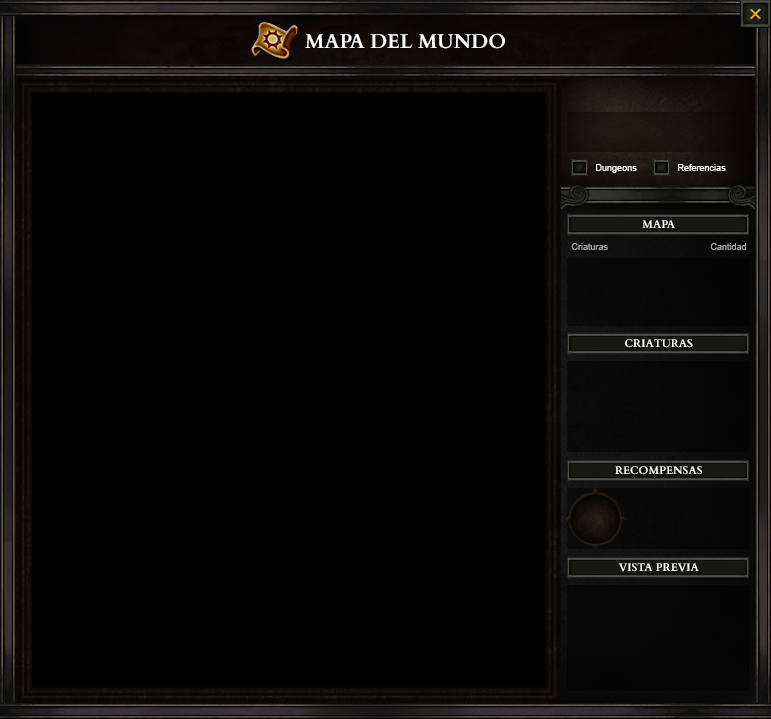 MAPA DEL MUNDO
Dungeons Referencias
MAPA
Criaturas Cantidad
CRIATURAS
RECOMPENSAS
VISTA PREVIA